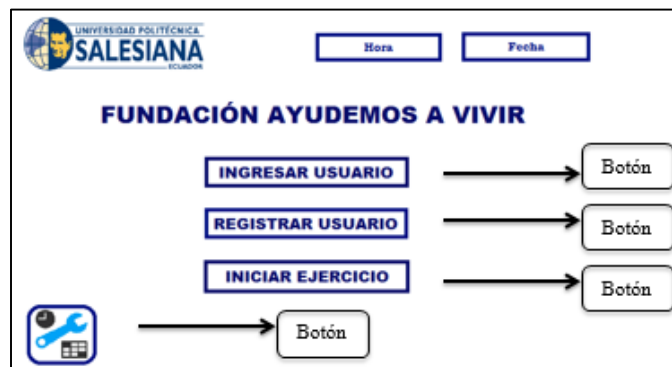 UNIVERSIDAD POLITÉCNICA
SALESIANA
ECUADOR
Hora
Fecha
FUNDACIÓN AYUDEMOS A VIVIR
INGRESAR USUARIO
Botón
REGISTRAR USUARIO
Botón
INICIAR EJERCICIO
Botón
Botón